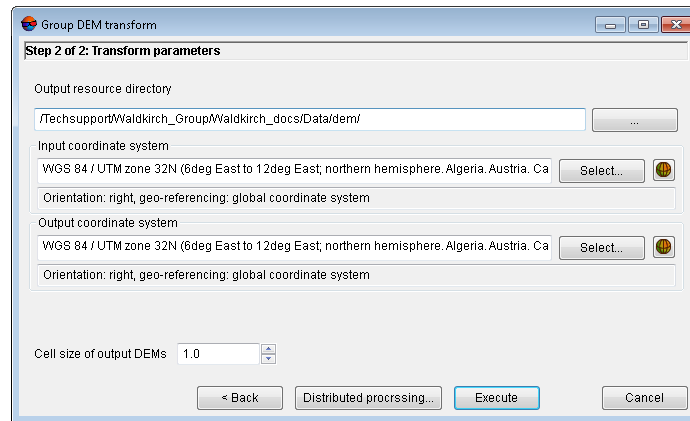 Group DEM transform
Step 2 of 2: Transform parameters
Output resource directory
/Techsupport/Waldkirch_Group/Waldkirch_docs/Data/dem/
...
Input coordinate system
WGS 84 / UTM zone 32N (6deg East to 12deg East; northern hemisphere. Algeria. Austria. Ca
Select...
Orientation: right, geo-referencing: global coordinate system
Output coordinate system
WGS 84 / UTM zone 32N (6deg East to 12deg East; northern hemisphere. Algeria. Austria. Ca
Select...
Orientation: right, geo-referencing: global coordinate system
Cell size of output DEMs 1.0
< Back Distributed procrssing... Execute Cancel